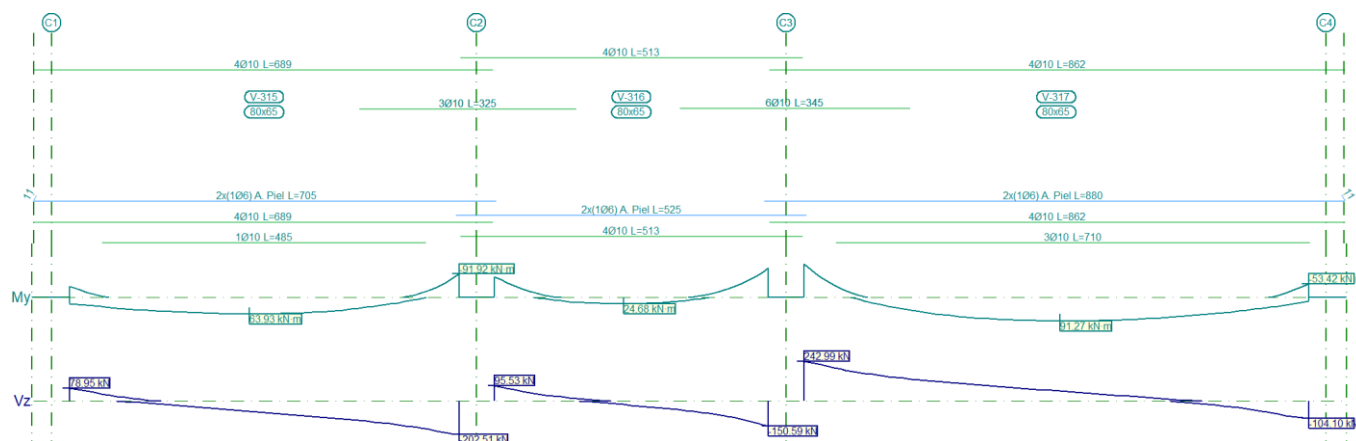 C1 C2 C3 C4
4Ø10 L=513
4Ø10 L=689 4Ø10 L=862
V-315 V-316 V-317
3Ø10 L=325 6Ø10 L=345
80x65 80x65 80x65
11 2x(1Ø6) A. Piel L=705 2x(1Ø6) A. Piel L=880 11
2x(1Ø6) A. Piel L=525
4Ø10 L=689 4Ø10 L=862
4Ø10 L=513
1Ø10 L=485 3Ø10 L=710
-91.92 kN·m
-53.42 kN
My
24.68 kN·m
63.93 kN·m 91.27 kN·m
242.99 kN
78.95 kN 95.53 kN
Vz
-150.59 kN -104.10 kN
-202.51 kN